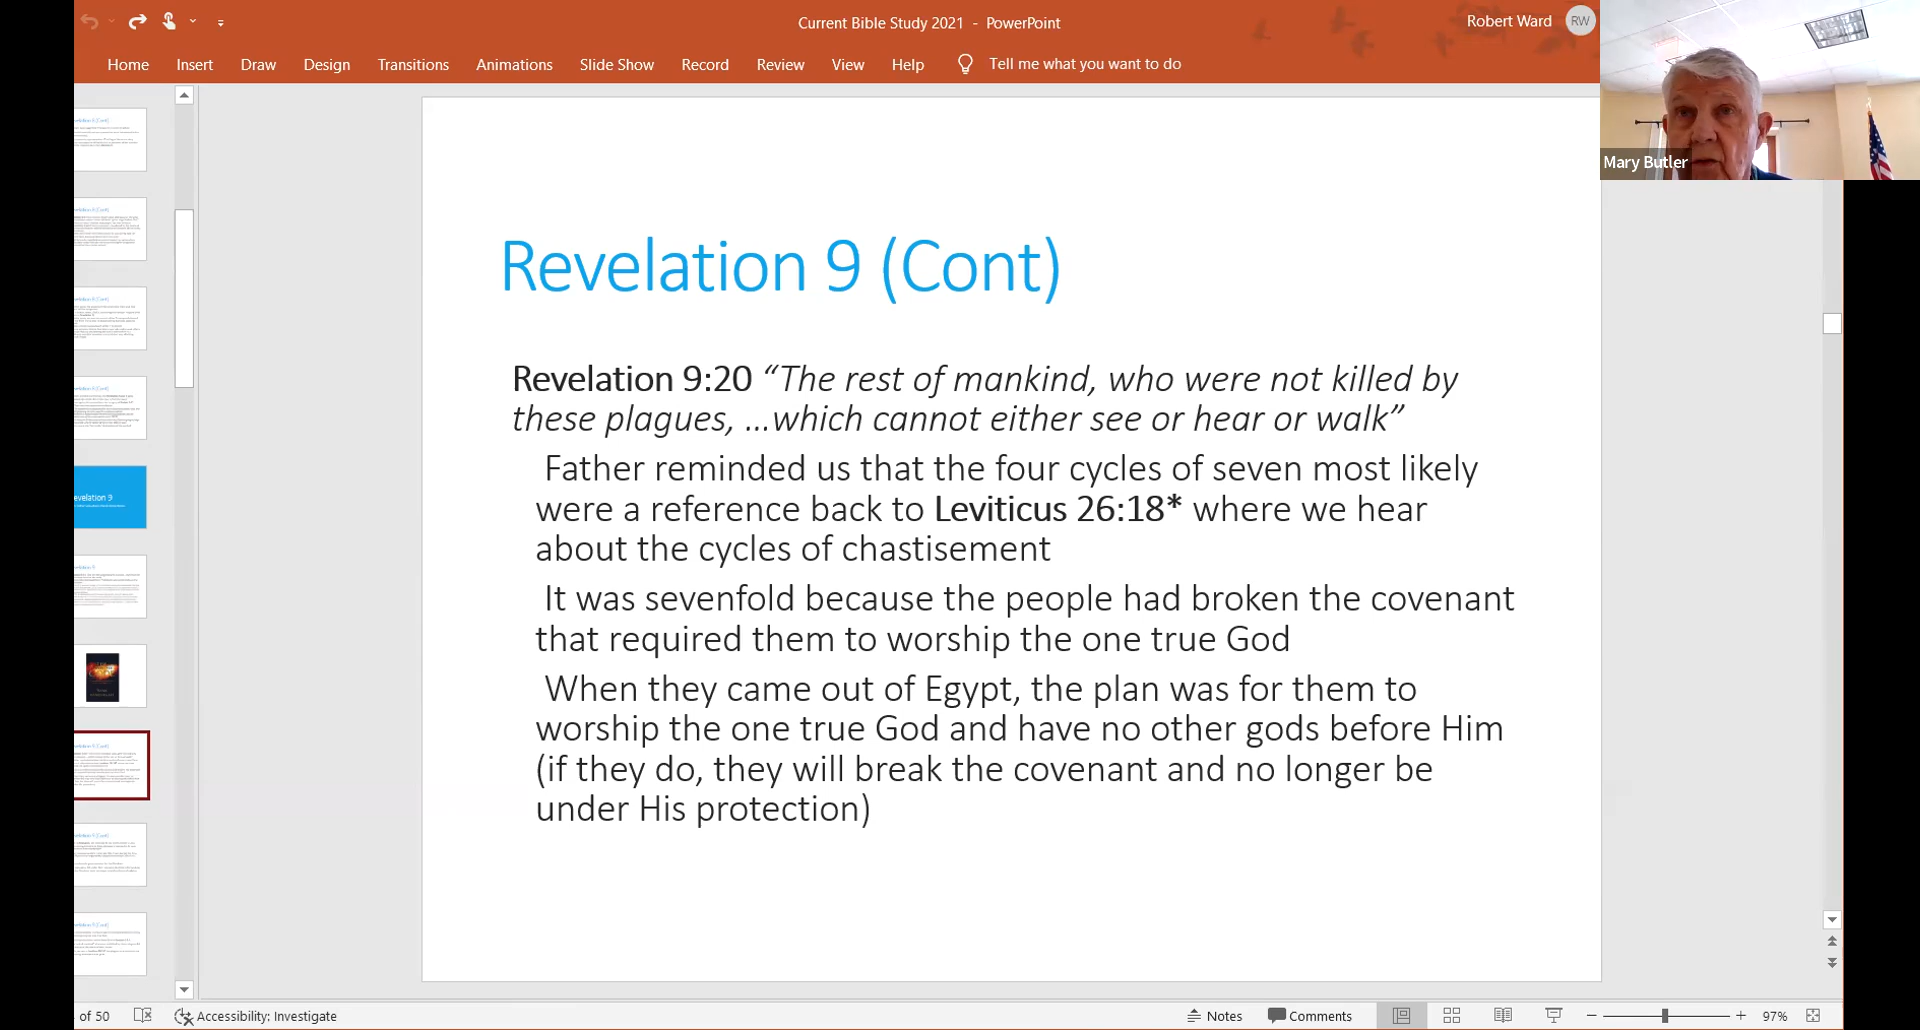 Current Bible Study 2021 - PowerPoint
Robert Ward
RW
Home Insert Draw Design Transitions Animations Slide Show Record Review View Help Tell me what you want to do
Mary Butler
Revelation 9 (Cont)
Revelation 9:20 “The rest of mankind, who were not killed by
these plagues, …which cannot either see or hear or walk”
Father reminded us that the four cycles of seven most likely
were a reference back to Leviticus 26:18* where we hear
about the cycles of chastisement
It was sevenfold because the people had broken the covenant
that required them to worship the one true God
When they came out of Egypt, the plan was for them to
worship the one true God and have no other gods before Him
(if they do, they will break the covenant and no longer be
under His protection)
of 50
Accessibility: Investigate
Notes
Comments
97%